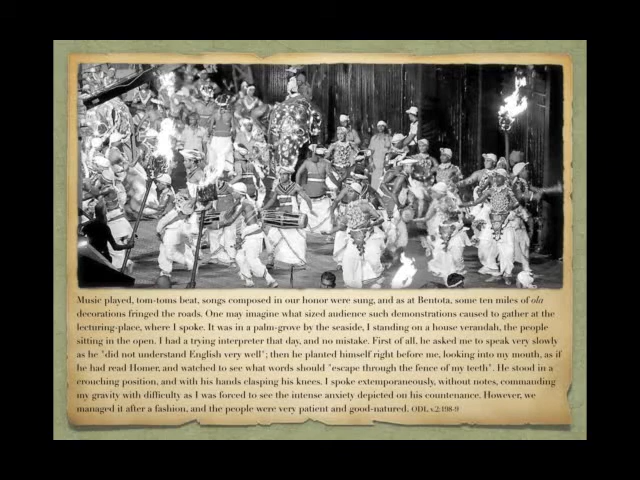 Music played, tom-toms beat, songs composed in our honor were sung, and as at Bentota, some ten miles of ola
decorations fringed the roads. One may imagine what sized audience such demonstrations caused to gather at the
lecturing-place, where I spoke. It was in a palm-grove by the seaside, I standing on a house verandah, the people
sitting in the open. I had a trying interpreter that day, and no mistake. First of all, he asked me to speak very slowly
as he "did not understand English very well"; then he planted himself right before me, looking into my mouth, as if
he had read Homer, and watched to see what words should "escape through the fence of my teeth". He stood in a
crouching position, and with his hands clasping his knees. I spoke extemporaneously, without notes, commanding
my gravity with difficulty as I was forced to see the intense anxiety depicted on his countenance. However, we
managed it after a fashion, and the people were very patient and good-natured. ODL v.2:198-9